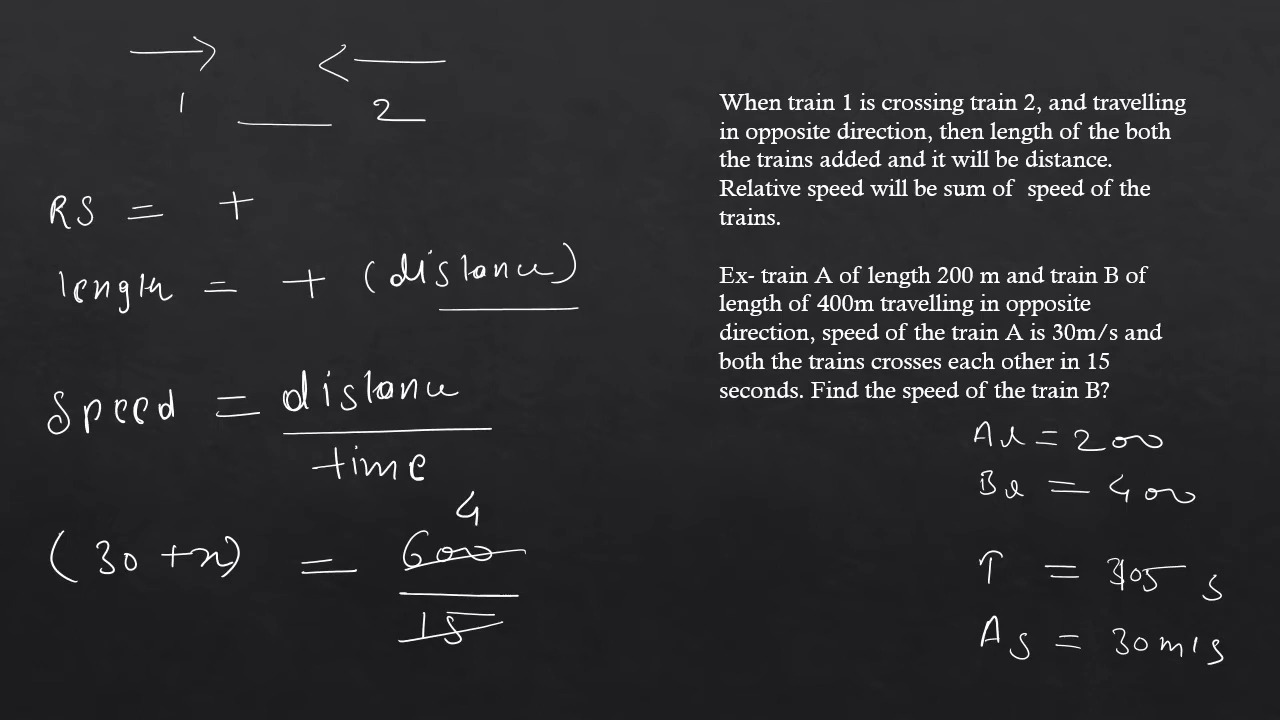 1
2
RS = +
length = + (distance)
Speed = distance
time
4
(30 + x) = 600
15
When train 1 is crossing train 2, and travelling
in opposite direction, then length of the both
the trains added and it will be distance.
Relative speed will be sum of speed of the
trains.
Ex- train A of length 200 m and train B of
length of 400m travelling in opposite
direction, speed of the train A is 30m/s and
both the trains crosses each other in 15
seconds. Find the speed of the train B?
Al = 200
Bl = 400
T = s
As = 30m/s